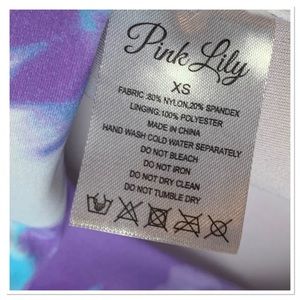 Pink Lily
XS
FABRIC :80% NYLON,20% SPANDEX
LINGING:100% POLYESTER
MADE IN CHINA
HAND WASH COLD WATER SEPARATELY
DO NOT BLEACH
DO NOT IRON
DO NOT DRY CLEAN
DO NOT TUMBLE DRY